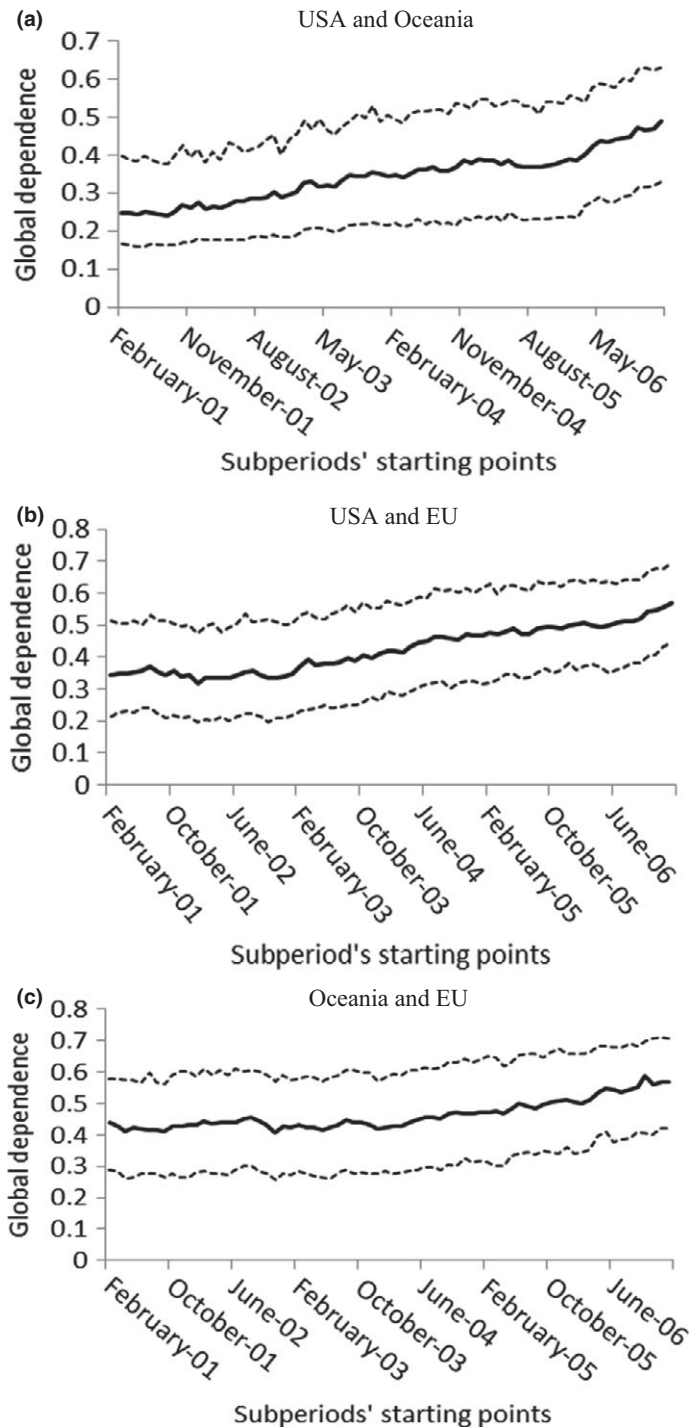 (a)
USA and Oceania
Global dependence
0.7
0.6
0.5
0.4
0.3
0.2
0.1
0
February-01
November-01
August-02
May-03
February-04
November-04
August-05
May-06
Subperiods' starting points
(b)
USA and EU
Global dependence
0.8
0.7
0.6
0.5
0.4
0.3
0.2
0.1
0
February-01
October-01
June-02
February-03
October-03
June-04
February-05
October-05
June-06
Subperiod's starting points
(c)
Oceania and EU
Global dependence
0.8
0.7
0.6
0.5
0.4
0.3
0.2
0.1
0
February-01
October-01
June-02
February-03
October-03
June-04
February-05
October-05
June-06
Subperiods' starting points